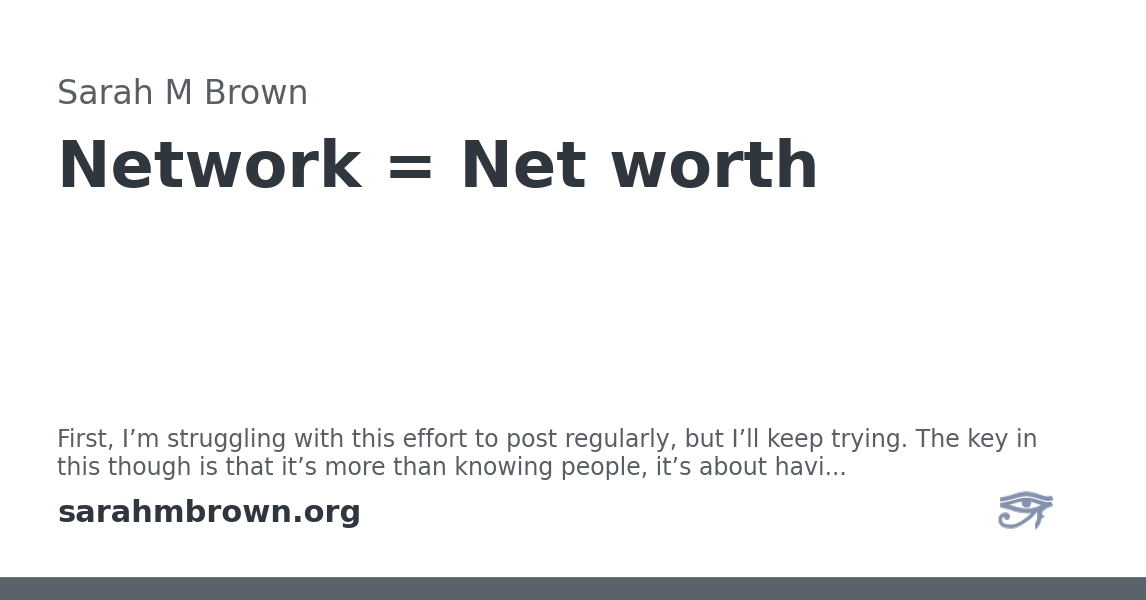 Sarah M Brown
Network = Net worth
First, I’m struggling with this effort to post regularly, but I’ll keep trying. The key in
this though is that it’s more than knowing people, it’s about havi...
sarahmbrown.org